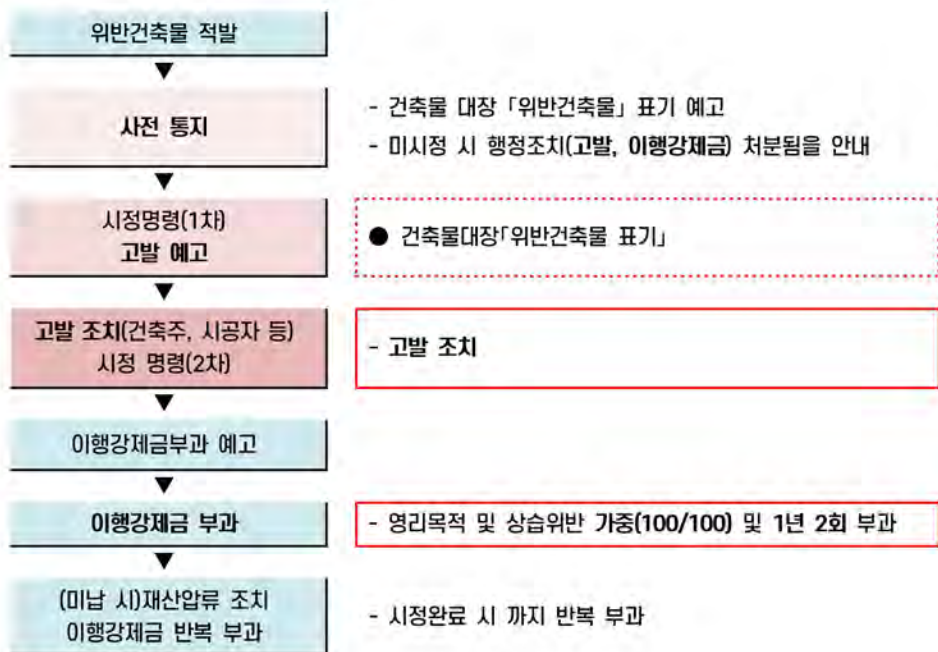 위반건축물 적발
▼
사전 통지
- 건축물 대장 「위반건축물」 표기 예고
- 미시정 시 행정조치(고발, 이행강제금) 처분됨을 안내
▼
시정명령(1차)
고발 예고
● 건축물대장「위반건축물 표기」
▼
고발 조치(건축주, 시공자 등)
시정 명령(2차)
- 고발 조치
▼
이행강제금부과 예고
▼
이행강제금 부과
- 영리목적 및 상습위반 가중(100/100) 및 1년 2회 부과
▼
(미납 시)재산압류 조치
이행강제금 반복 부과
- 시정완료 시 까지 반복 부과